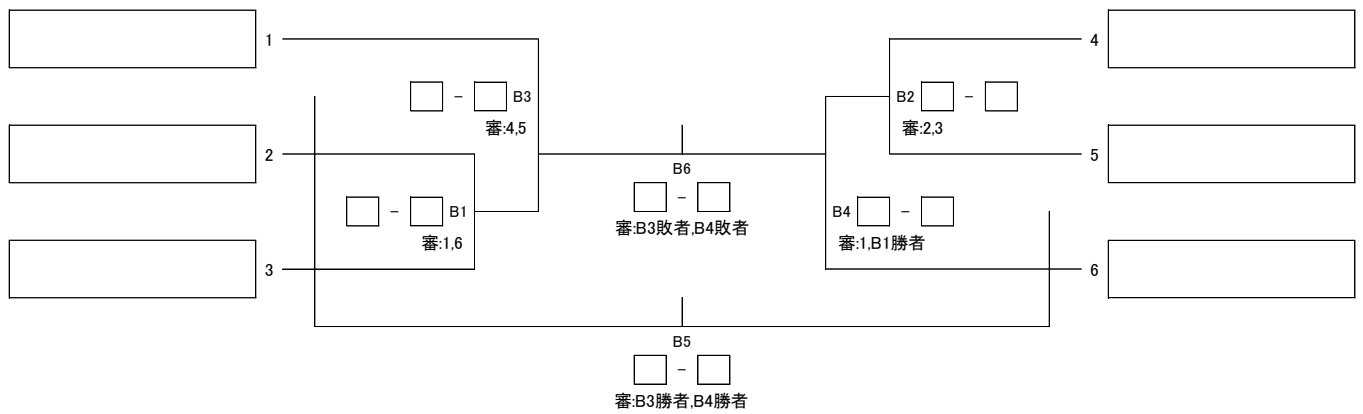 1
4
- B3
B2 -
審:4,5
審:2,3
2
5
B6
- B1
-
B4 -
審:1,6
審:B3敗者,B4敗者
審:1,B1勝者
3
6
B5
-
審:B3勝者,B4勝者